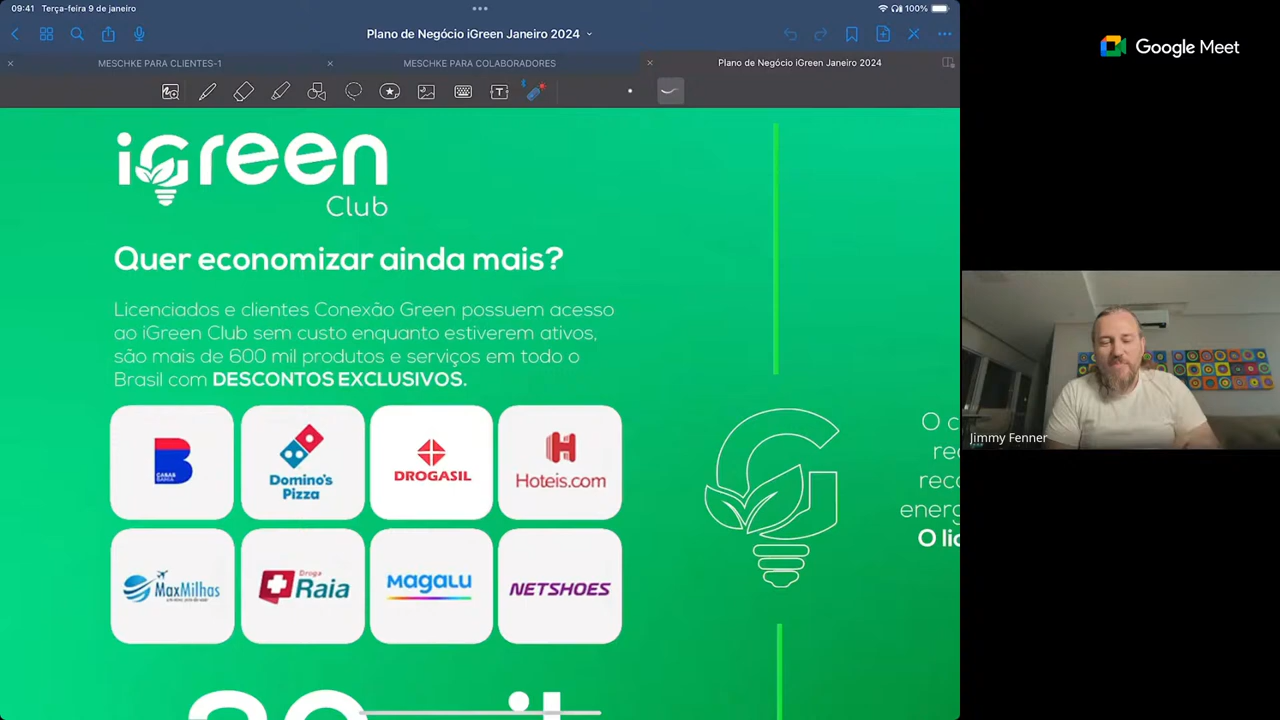 09:41 Terça-feira 9 de janeiro
100%
Plano de Negócio iGreen Janeiro 2024
MESCHKE PARA CLIENTES-1
MESCHKE PARA COLABORADORES
Plano de Negócio iGreen Janeiro 2024
Google Meet
iGreen
Club
Quer economizar ainda mais?
Licenciados e clientes Conexão Green possuem acesso
ao iGreen Club sem custo enquanto estiverem ativos,
são mais de 600 mil produtos e serviços em todo o
Brasil com DESCONTOS EXCLUSIVOS.
CASAS
BAHIA
Domino's
Pizza
DROGASIL
Hoteis.com
MaxMilhas
Droga
Raia
MAGALU
NETSHOES
Jimmy Fenner